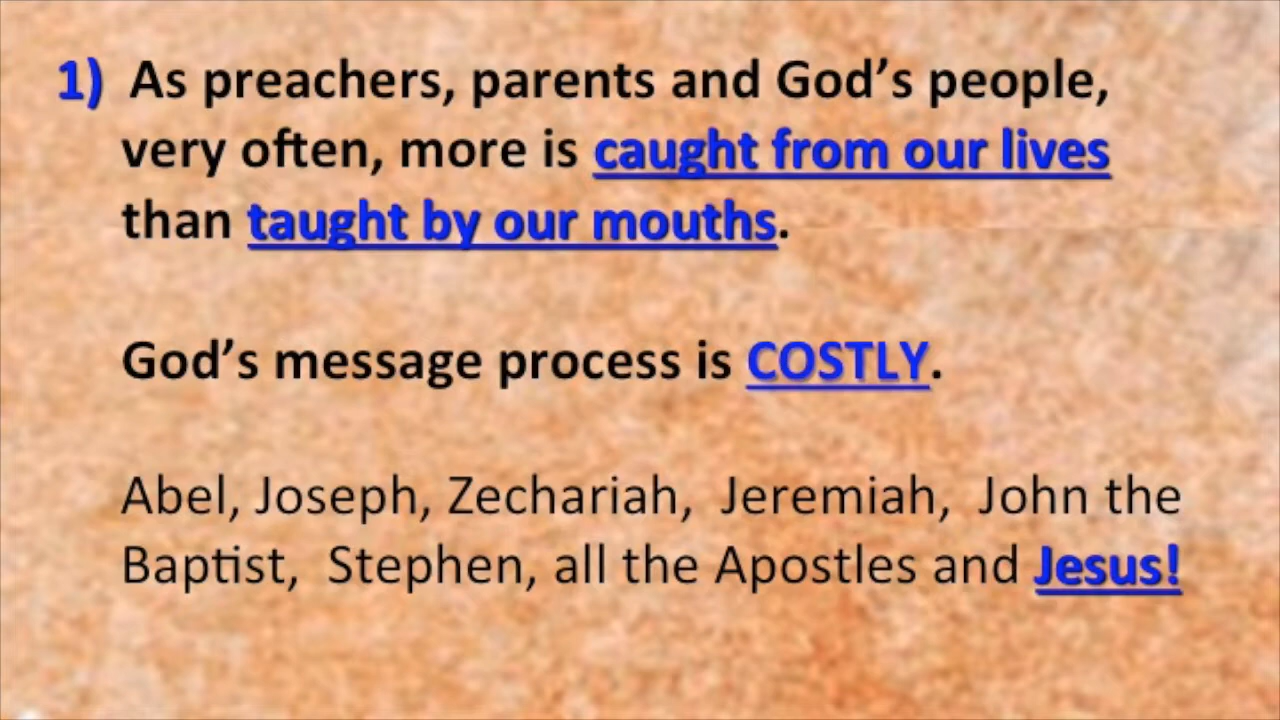 1) As preachers, parents and God’s people,
very often, more is caught from our lives
than taught by our mouths.
God’s message process is COSTLY.
Abel, Joseph, Zechariah, Jeremiah, John the
Baptist, Stephen, all the Apostles and Jesus!